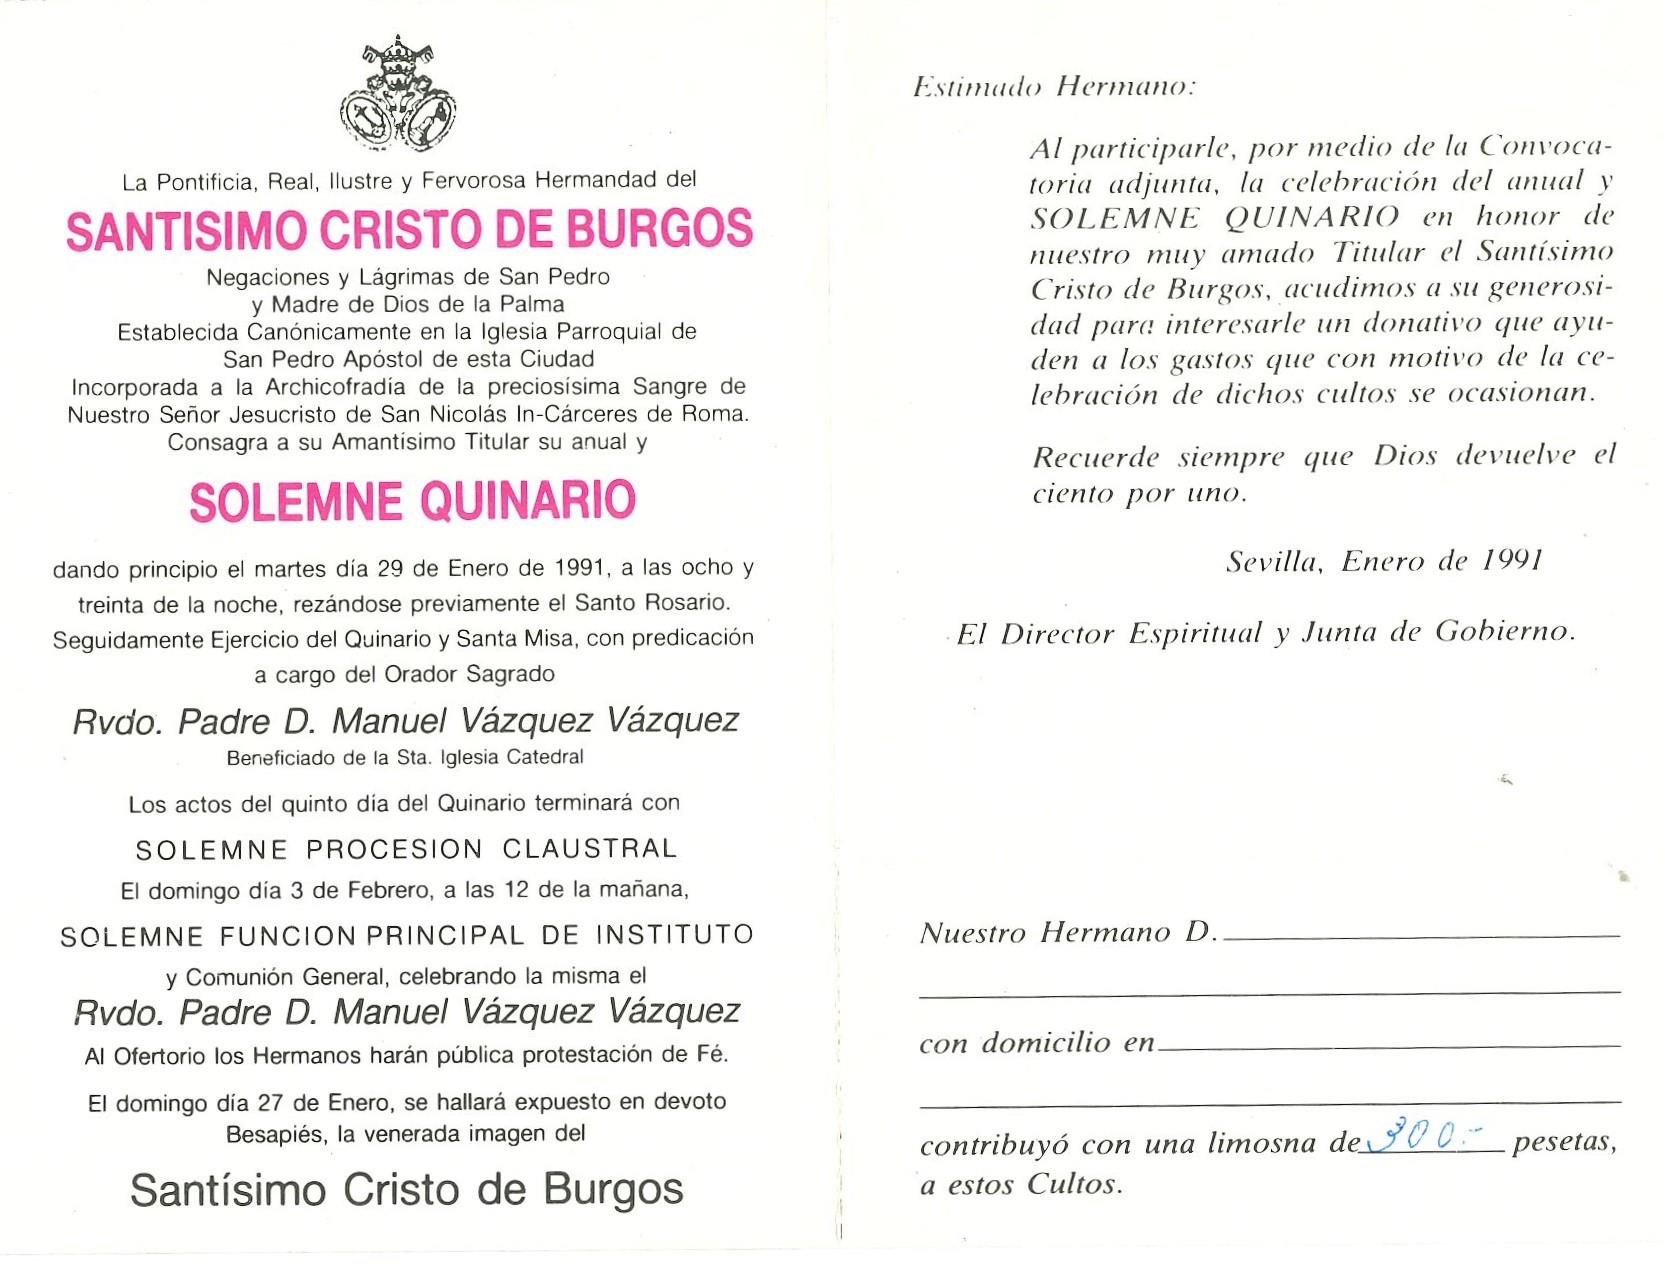 La Pontificia, Real, Ilustre y Fervorosa Hermandad del
SANTISIMO CRISTO DE BURGOS
Negaciones y Lágrimas de San Pedro
y Madre de Dios de la Palma
Establecida Canónicamente en la Iglesia Parroquial de
San Pedro Apóstol de esta Ciudad
Incorporada a la Archicofradía de la preciosísima Sangre de
Nuestro Señor Jesucristo de San Nicolás In-Cárceres de Roma.
Consagra a su Amantísimo Titular su anual y
SOLEMNE QUINARIO
dando principio el martes día 29 de Enero de 1991, a las ocho y
treinta de la noche, rezándose previamente el Santo Rosario.
Seguidamente Ejercicio del Quinario y Santa Misa, con predicación
a cargo del Orador Sagrado
Rvdo. Padre D. Manuel Vázquez Vázquez
Beneficiado de la Sta. Iglesia Catedral
Los actos del quinto día del Quinario terminará con
SOLEMNE PROCESION CLAUSTRAL
El domingo día 3 de Febrero, a las 12 de la mañana,
SOLEMNE FUNCION PRINCIPAL DE INSTITUTO
y Comunión General, celebrando la misma el
Rvdo. Padre D. Manuel Vázquez Vázquez
Al Ofertorio los Hermanos harán pública protestación de Fé.
El domingo día 27 de Enero, se hallará expuesto en devoto
Besapiés, la venerada imagen del
Santísimo Cristo de Burgos
Estimado Hermano:
Al participarle, por medio de la Convoca-
toria adjunta, la celebración del anual y
SOLEMNE QUINARIO en honor de
nuestro muy amado Titular el Santísimo
Cristo de Burgos, acudimos a su generosi-
dad para interesarle un donativo que ayu-
den a los gastos que con motivo de la ce-
lebración de dichos cultos se ocasionan.
Recuerde siempre que Dios devuelve el
ciento por uno.
Sevilla, Enero de 1991
El Director Espiritual y Junta de Gobierno.
Nuestro Hermano D.
con domicilio en
contribuyó con una limosna de 300.- pesetas,
a estos Cultos.